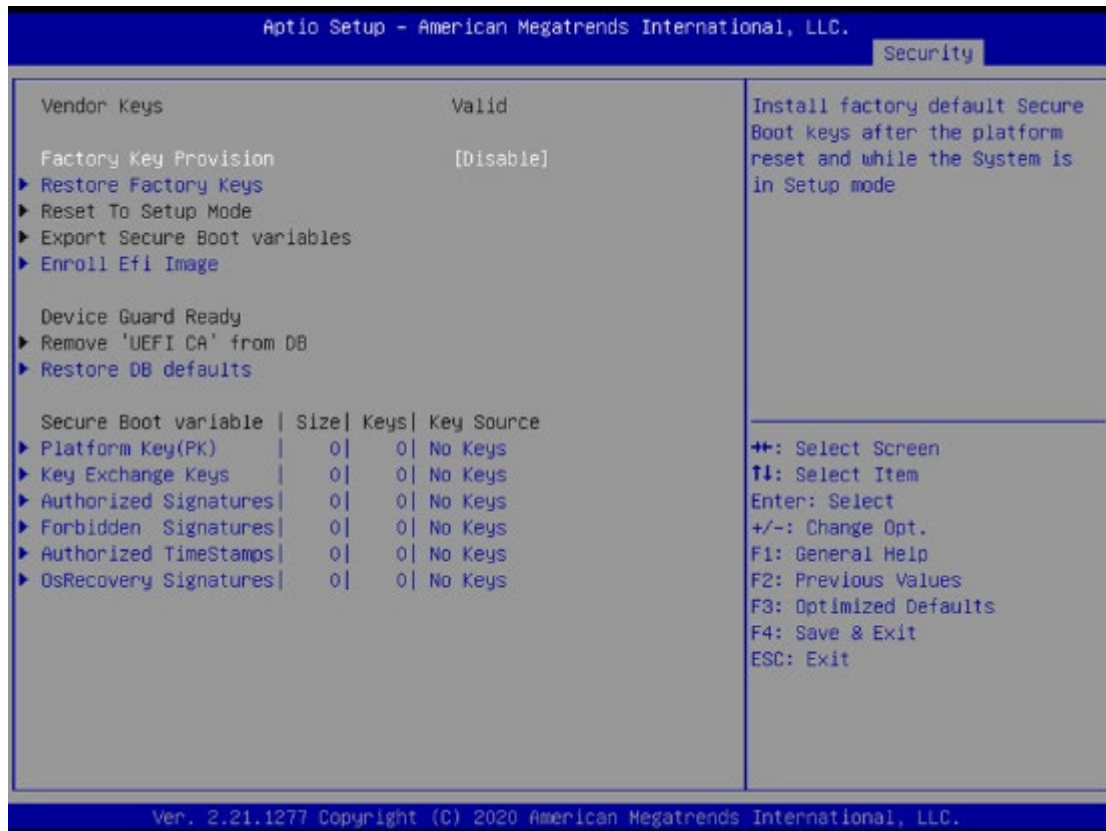 Aptio Setup – American Megatrends International, LLC.
Security
Vendor Keys Valid
Factory Key Provision [Disable]
▶ Restore Factory Keys
▶ Reset To Setup Mode
▶ Export Secure Boot variables
▶ Enroll Efi Image
Device Guard Ready
▶ Remove 'UEFI CA' from DB
▶ Restore DB defaults
Secure Boot variable | Size| Keys| Key Source
▶ Platform Key(PK) | 0| 0| No Keys
▶ Key Exchange Keys | 0| 0| No Keys
▶ Authorized Signatures| 0| 0| No Keys
▶ Forbidden Signatures| 0| 0| No Keys
▶ Authorized TimeStamps| 0| 0| No Keys
▶ OsRecovery Signatures| 0| 0| No Keys
Install factory default Secure
Boot keys after the platform
reset and while the System is
in Setup mode
→←: Select Screen
↑↓: Select Item
Enter: Select
+/-: Change Opt.
F1: General Help
F2: Previous Values
F3: Optimized Defaults
F4: Save & Exit
ESC: Exit
Ver. 2.21.1277 Copyright (C) 2020 American Megatrends International, LLC.